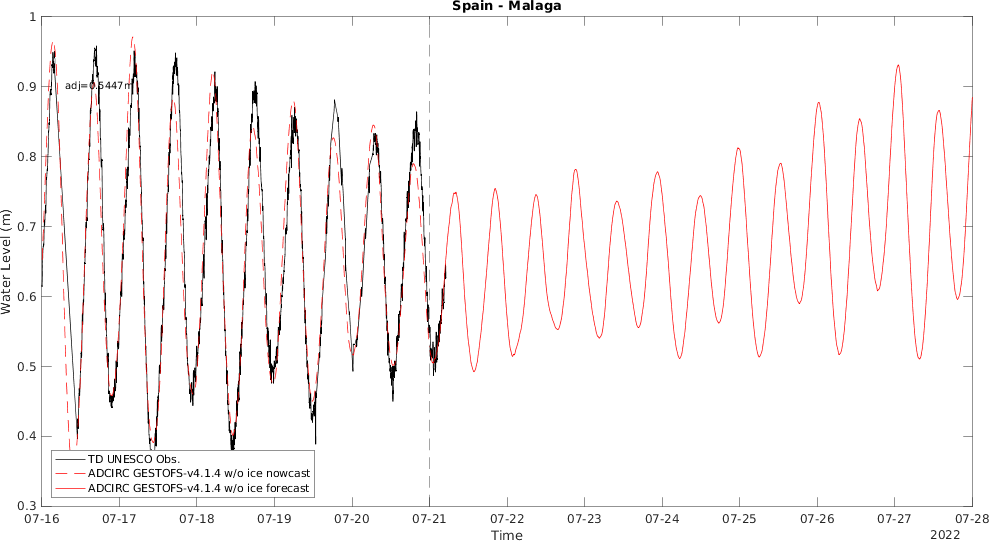 Spain - Malaga
Water Level (m)
1
0.9
0.8
0.7
0.6
0.5
0.4
0.3
adj=0.5447m
TD UNESCO Obs.
ADCIRC GESTOFS-v4.1.4 w/o ice nowcast
ADCIRC GESTOFS-v4.1.4 w/o ice forecast
07-16 07-17 07-18 07-19 07-20 07-21 07-22 07-23 07-24 07-25 07-26 07-27 07-28
Time
2022